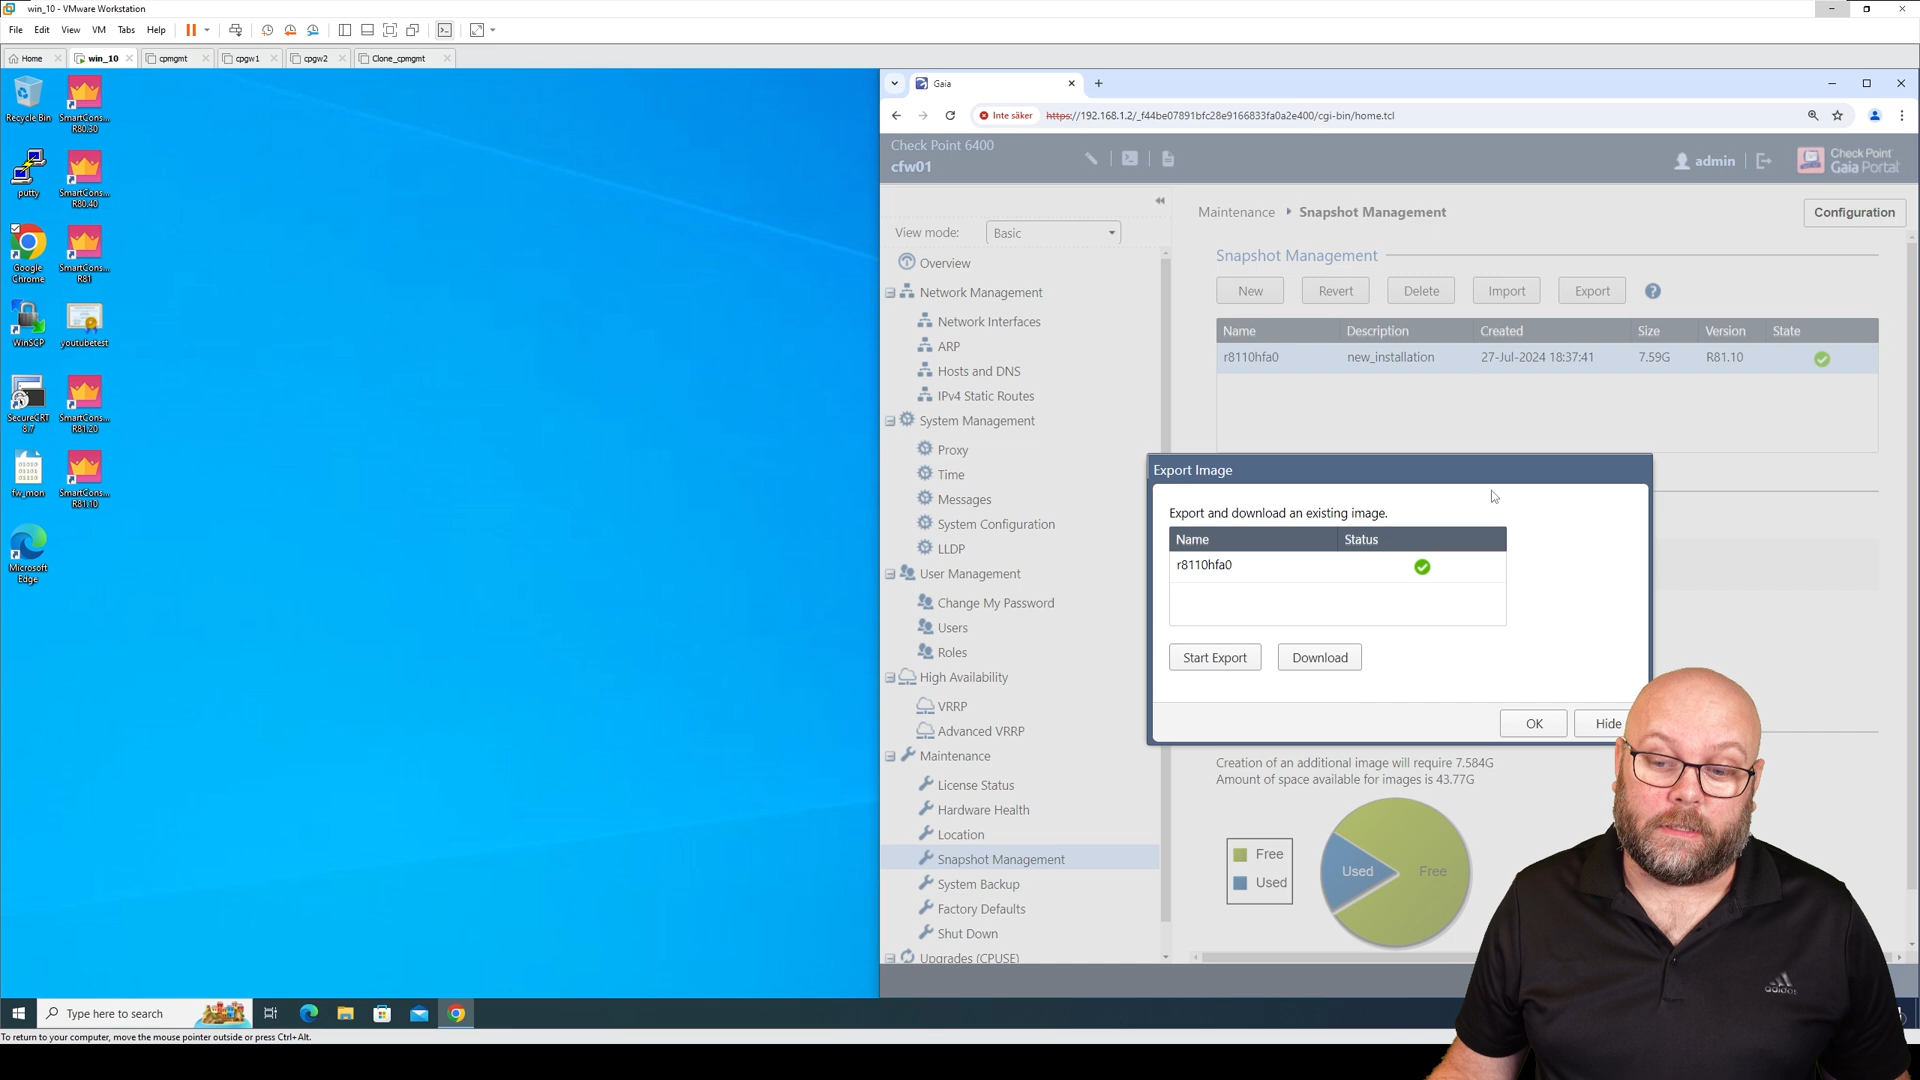 win_10 - VMware Workstation
File Edit View VM Tabs Help
Home win_10 cpmgmt cpgw1 cpgw2 Clone_cpmgmt
Recycle Bin
SmartCons... R80.30
putty
SmartCons... R80.40
Google Chrome
SmartCons... R81
WinSCP
youtubetest
SecureCRT 8.7
SmartCons... R81.20
fw_mon
SmartCons... R81.10
Microsoft Edge
Gaia
Inte säker https://192.168.1.2/_f44be07891bfc28e9166833fa0a2e400/cgi-bin/home.tcl
Check Point 6400
cfw01
admin
Check Point
Gaia Portal
View mode: Basic
Overview
Network Management
Network Interfaces
ARP
Hosts and DNS
IPv4 Static Routes
System Management
Proxy
Time
Messages
System Configuration
LLDP
User Management
Change My Password
Users
Roles
High Availability
VRRP
Advanced VRRP
Maintenance
License Status
Hardware Health
Location
Snapshot Management
System Backup
Factory Defaults
Shut Down
Upgrades (CPUSE)
Maintenance Snapshot Management
Configuration
Snapshot Management
New Revert Delete Import Export
Name Description Created Size Version State
r8110hfa0 new_installation 27-Jul-2024 18:37:41 7.59G R81.10
Export Image
Export and download an existing image.
Name Status
r8110hfa0
Start Export Download
OK Hide
Creation of an additional image will require 7.584G
Amount of space available for images is 43.77G
Free
Used
Used Free
adidas
Type here to search
To return to your computer, move the mouse pointer outside or press Ctrl+Alt.